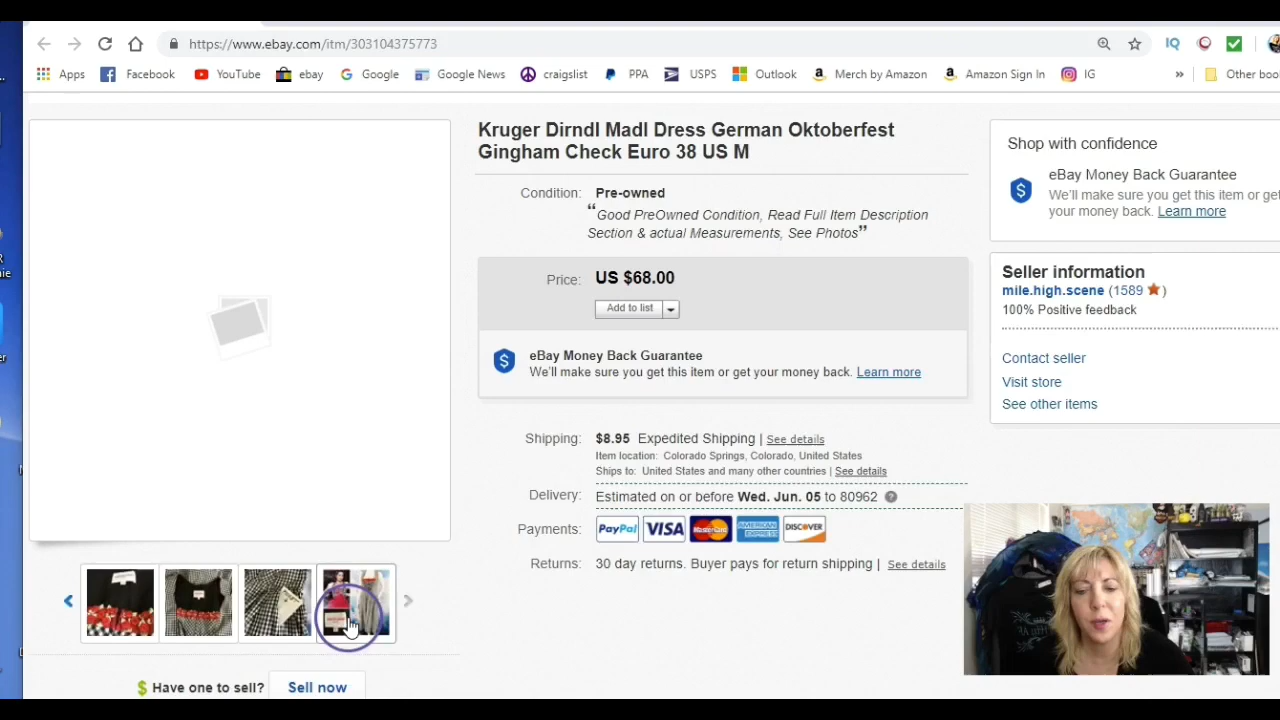 https://www.ebay.com/itm/303104375773
IQ
Apps
Facebook
YouTube
ebay
Google
Google News
craigslist
PPA
USPS
Outlook
Merch by Amazon
Amazon Sign In
IG
»
Other boo
Kruger Dirndl Madl Dress German Oktoberfest
Gingham Check Euro 38 US M
Condition: Pre-owned
“Good PreOwned Condition, Read Full Item Description
Section & actual Measurements, See Photos”
Price: US $68.00
Add to list
eBay Money Back Guarantee
We'll make sure you get this item or get your money back. Learn more
Shipping: $8.95 Expedited Shipping | See details
Item location: Colorado Springs, Colorado, United States
Ships to: United States and many other countries | See details
Delivery: Estimated on or before Wed. Jun. 05 to 80962
Payments: PayPal VISA MasterCard AMERICAN EXPRESS DISCOVER
Returns: 30 day returns. Buyer pays for return shipping | See details
Shop with confidence
eBay Money Back Guarantee
We'll make sure you get this item or get
your money back. Learn more
Seller information
mile.high.scene (1589 )
100% Positive feedback
Contact seller
Visit store
See other items
$ Have one to sell? Sell now